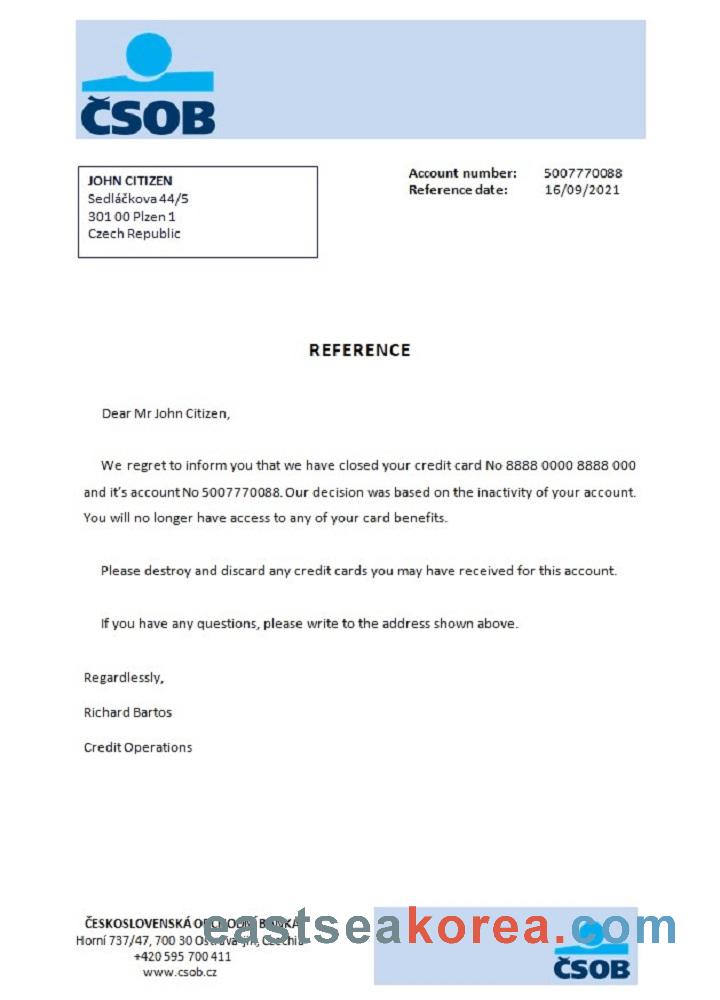 ČSOB
JOHN CITIZEN
Sedláčkova 44/5
301 00 Plzen 1
Czech Republic
Account number: 5007770088
Reference date: 16/09/2021
REFERENCE
Dear Mr John Citizen,
We regret to inform you that we have closed your credit card No 8888 0000 8888 000
and it's account No 5007770088. Our decision was based on the inactivity of your account.
You will no longer have access to any of your card benefits.
Please destroy and discard any credit cards you may have received for this account.
If you have any questions, please write to the address shown above.
Regardlessly,
Richard Bartos
Credit Operations
ČESKOSLOVENSKÁ OBCHODNÍ BANKA
Horní 737/47, 700 30 Ostrava-jih, Czechia
+420 595 700 411
www.csob.cz
eastseakorea.com
ČSOB